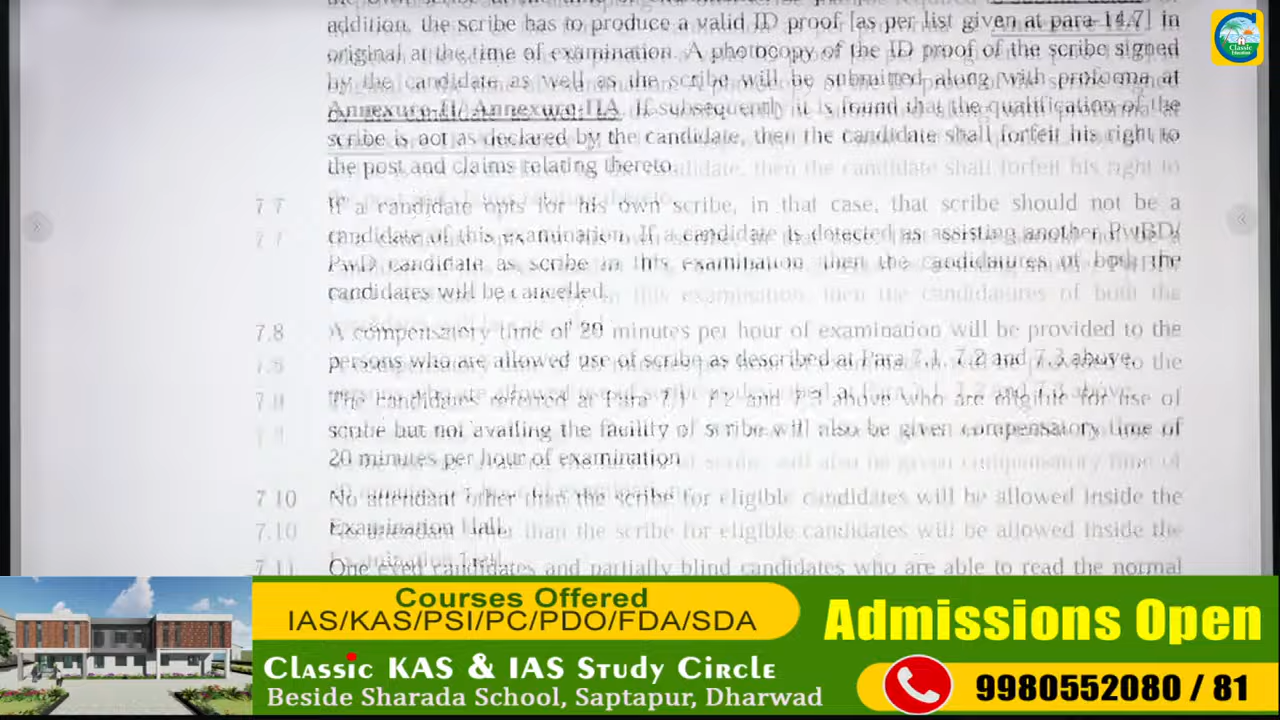 addition, the scribe has to produce a valid ID proof [as per list given at para 14.7] in
original at the time of examination. A photocopy of the ID proof of the scribe signed
by the candidate as well as the scribe will be submitted along with proforma at
Annexure-II/ Annexure-IIA. If subsequently it is found that the qualification of the
scribe is not as declared by the candidate, then the candidate shall forfeit his right to
the post and claims relating thereto.
7.7 If a candidate opts for his own scribe, in that case, that scribe should not be a
candidate of this examination. If a candidate is detected as assisting another PwBD/
PwD candidate as scribe in this examination, then the candidatures of both the
candidates will be cancelled.
7.8 A compensatory time of 20 minutes per hour of examination will be provided to the
persons who are allowed use of scribe as described at Para 7.1, 7.2 and 7.3 above.
The candidates referred at Para 7.1, 7.2 and 7.3 above who are eligible for use of
scribe but not availing the facility of scribe will also be given compensatory time of
20 minutes per hour of examination
7.10 No attendant other than the scribe for eligible candidates will be allowed inside the
Examination Hall.
7.11 One eyed candidates and partially blind candidates who are able to read the normal
Classic
Education
Courses Offered
IAS/KAS/PSI/PC/PDO/FDA/SDA
Classic KAS & IAS Study Circle
Beside Sharada School, Saptapur, Dharwad
Admissions Open
9980552080 / 81